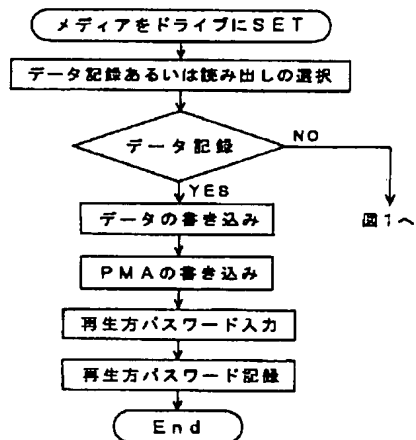 メディアをドライブにSET
データ記録あるいは読み出しの選択
データ記録
NO
YES
データの書き込み
図1へ
PMAの書き込み
再生方パスワード入力
再生方パスワード記録
End